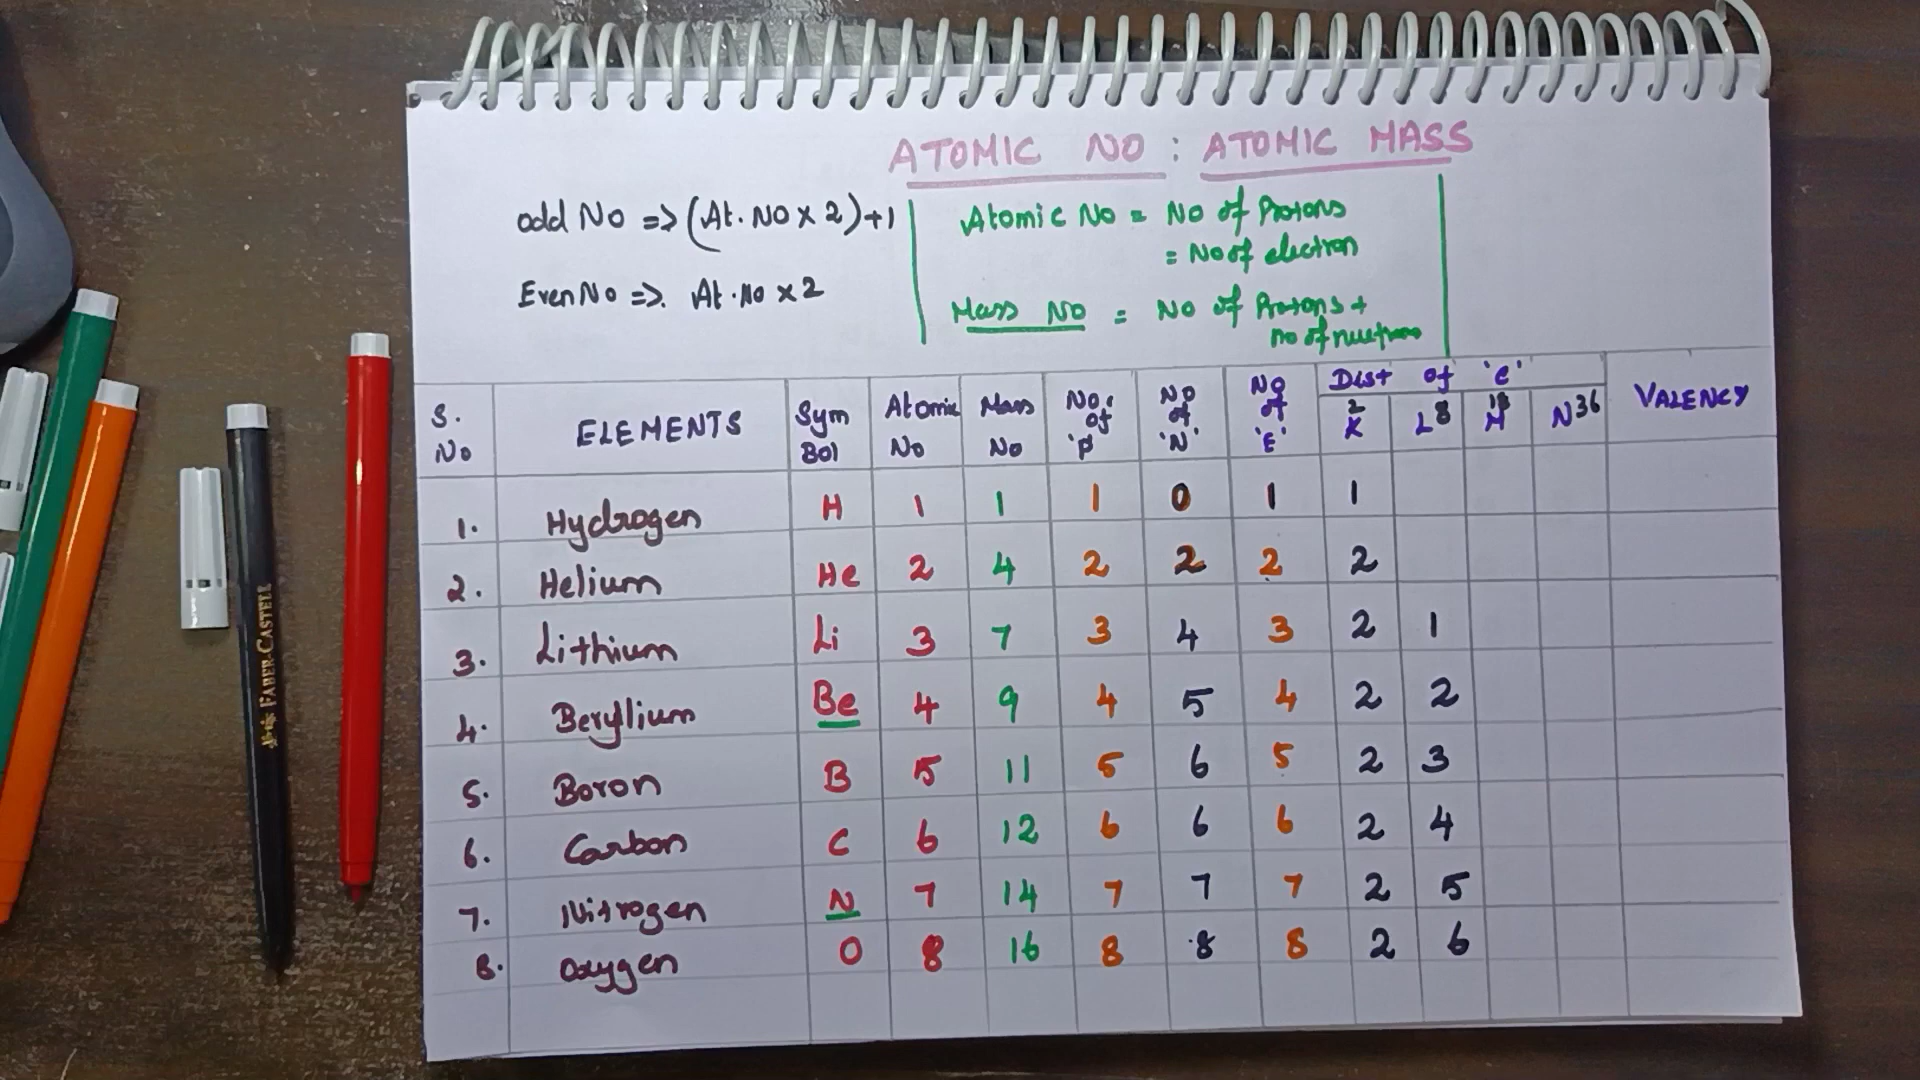 ATOMIC NO : ATOMIC MASS
odd No => (At. No x 2)+1
Even No =>. At. No x 2
Atomic No = No of Protons
= No of electron
Mass No = No of Protons +
no of neutrons
S. No ELEMENTS Sym Bol Atomic No Mass No No. of 'P' No of 'N' No of 'E' Dist of 'e' 2 K L 8 18 M N 36 VALENCY
1. Hydrogen H 1 1 1 0 1 1
2. Helium He 2 4 2 2 2 2
3. Lithium Li 3 7 3 4 3 2 1
4. Beryllium Be 4 9 4 5 4 2 2
5. Boron B 5 11 5 6 5 2 3
6. Carbon C 6 12 6 6 6 2 4
7. Nitrogen N 7 14 7 7 7 2 5
8. Oxygen O 8 16 8 8 8 2 6
FABER-CASTELL